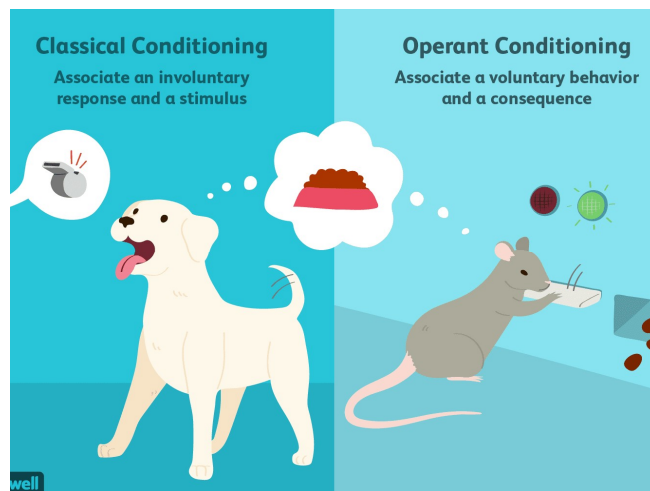 Classical Conditioning
Associate an involuntary
response and a stimulus
Operant Conditioning
Associate a voluntary behavior
and a consequence
well